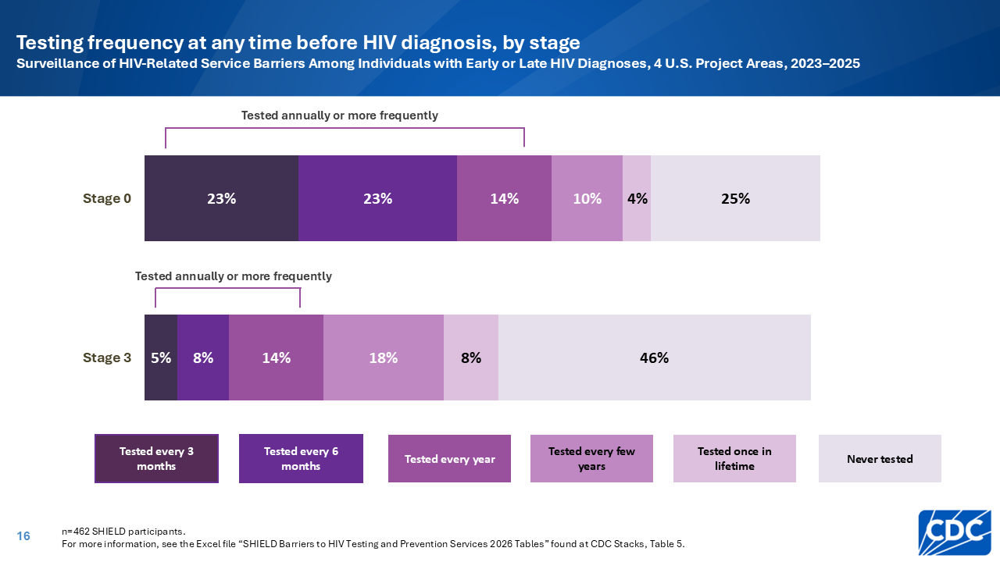 Testing frequency at any time before HIV diagnosis, by stage
Surveillance of HIV-Related Service Barriers Among Individuals with Early or Late HIV Diagnoses, 4 U.S. Project Areas, 2023–2025
Tested annually or more frequently
Stage 0
23%
23%
14%
10%
4%
25%
Tested annually or more frequently
Stage 3
5%
8%
14%
18%
8%
46%
Tested every 3
months
Tested every 6
months
Tested every year
Tested every few
years
Tested once in
lifetime
Never tested
16
n=462 SHIELD participants.
For more information, see the Excel file “SHIELD Barriers to HIV Testing and Prevention Services 2026 Tables” found at CDC Stacks, Table 5.
CDC